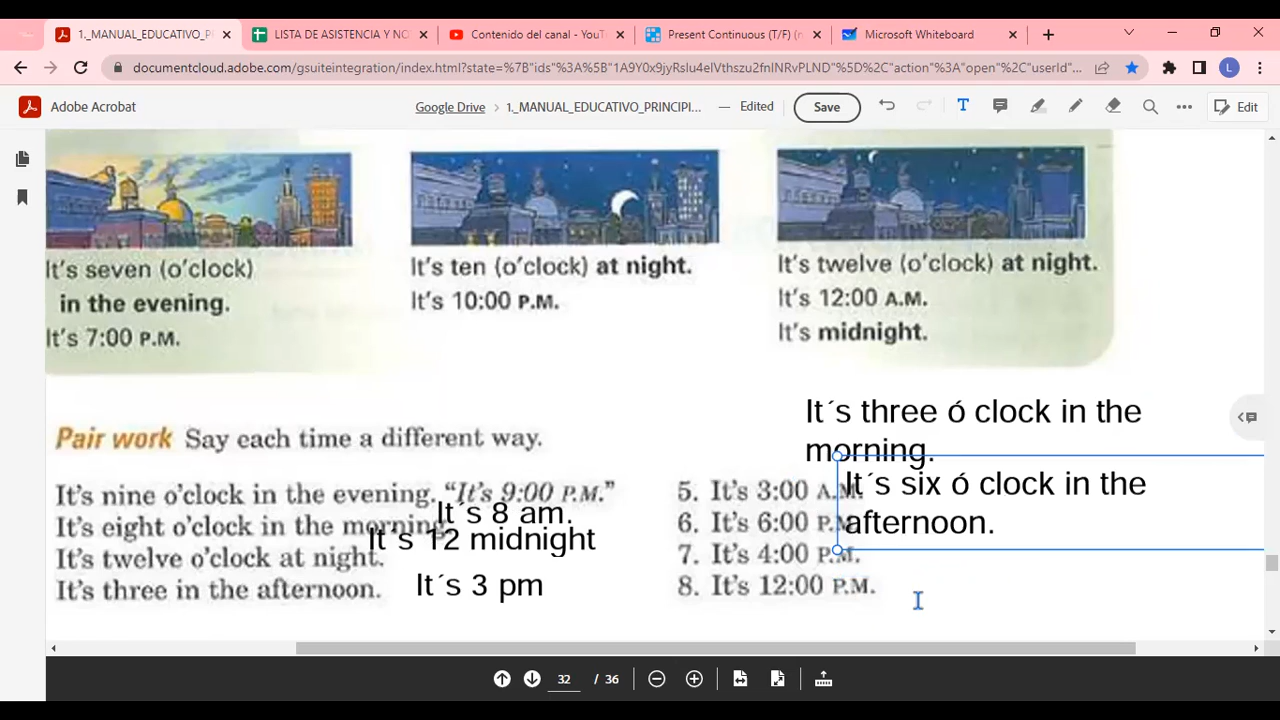 1._MANUAL_EDUCATIVO_P
LISTA DE ASISTENCIA Y NO
Contenido del canal - YouT
Present Continuous (T/F) (n
Microsoft Whiteboard
documentcloud.adobe.com/gsuiteintegration/index.html?state=%7B"ids"%3A%5B"1A9Y0x9jyRslu4eIVthszu2fnINRvPLND"%5D%2C"action"%3A"open"%2C"userId"...
L
Adobe Acrobat
Google Drive > 1._MANUAL_EDUCATIVO_PRINCIPI... — Edited
Save
Edit
It's seven (o'clock)
in the evening.
It's 7:00 P.M.
It's ten (o'clock) at night.
It's 10:00 P.M.
It's twelve (o'clock) at night.
It's 12:00 A.M.
It's midnight.
Pair work Say each time a different way.
It's nine o'clock in the evening. "It's 9:00 P.M."
It's eight o'clock in the morning.
It´s 8 am.
It's twelve o'clock at night.
It´s 12 midnight
It's three in the afternoon.
It´s 3 pm
It´s three ó clock in the
morning.
5. It's 3:00 A.M.
It´s six ó clock in the
afternoon.
6. It's 6:00 P.M.
7. It's 4:00 P.M.
8. It's 12:00 P.M.
32 / 36